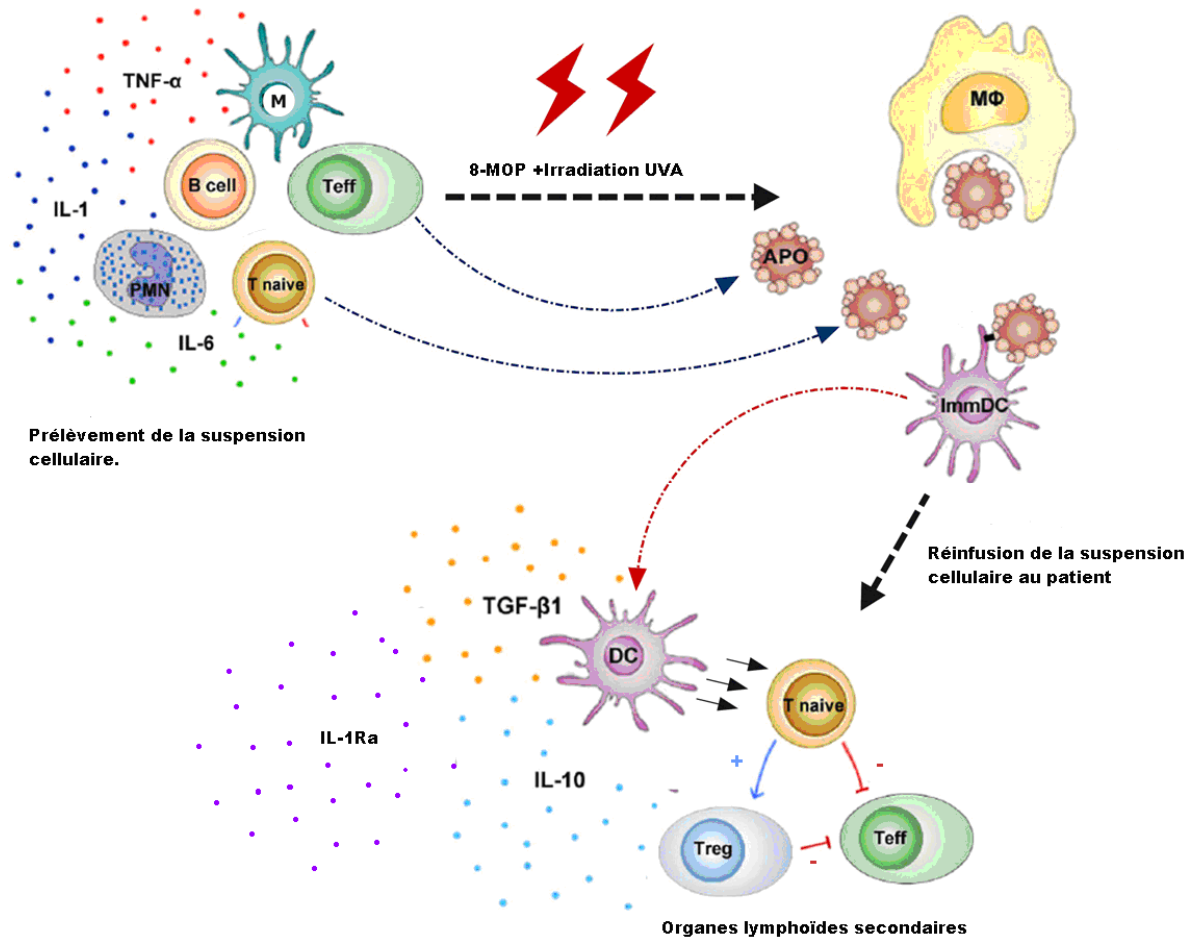 TNF-α
M
MΦ
8-MOP +Irradiation UVA
B cell
Teff
IL-1
APO
PMN
T naive
IL-6
ImmDC
Prélèvement de la suspension
cellulaire.
Réinfusion de la suspension
cellulaire au patient
TGF-β1
DC
T naive
IL-1Ra
+
-
IL-10
Treg
-
Teff
Organes lymphoïdes secondaires